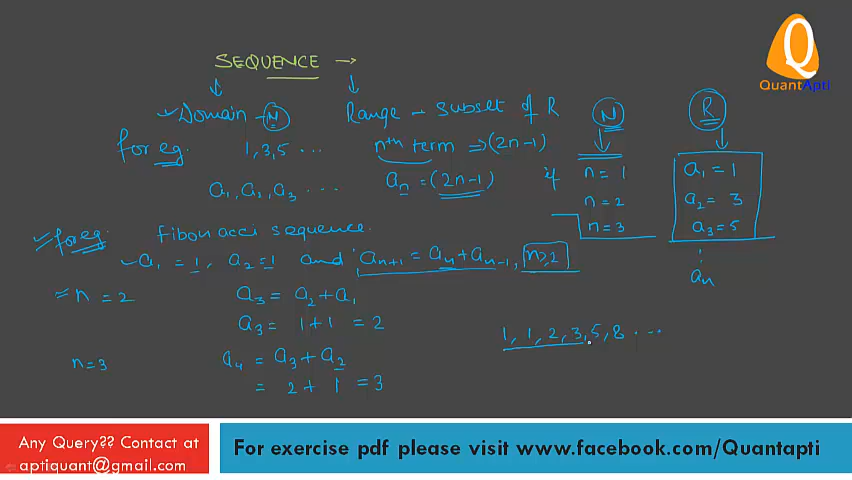 SEQUENCE →
Domain - N Range - Subset of R N R
for eg. 1,3,5 ... nth term ⇒ (2n-1)
a₁, a₂, a₃ ... aₙ = (2n-1) if n = 1 a₁ = 1
n = 2 a₂ = 3
n = 3 a₃ = 5
:
aₙ
for eg. Fibonacci sequence.
a₁ = 1, a₂ = 1 and aₙ₊₁ = aₙ + aₙ₋₁, n ≥ 2
n = 2 a₃ = a₂ + a₁
a₃ = 1 + 1 = 2
1, 1, 2, 3, 5, 8 ...
n = 3 a₄ = a₃ + a₂
= 2 + 1 = 3
Q
QuantApti
Any Query?? Contact at
aptiquant@gmail.com
For exercise pdf please visit www.facebook.com/Quantapti